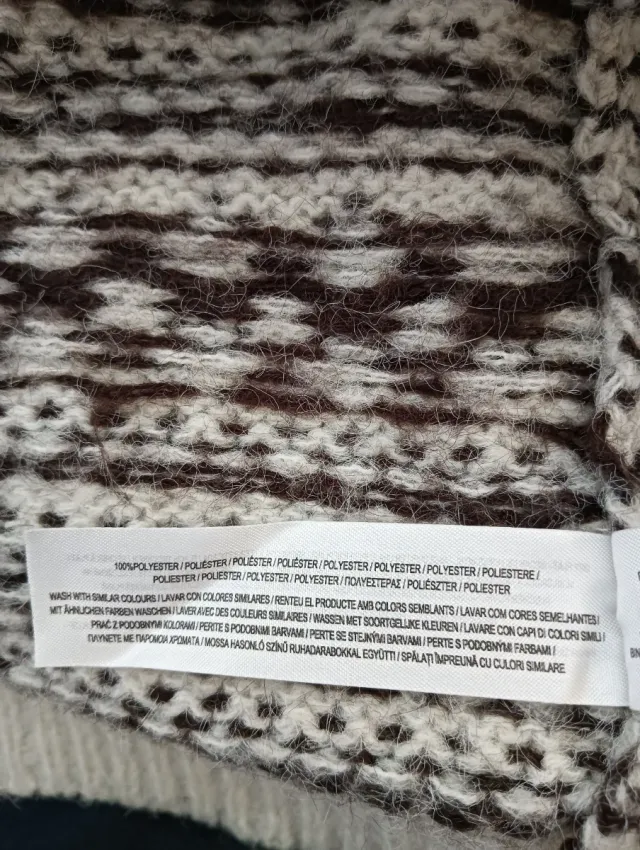 100%POLYESTER / POLIÉSTER / POLIÈSTER / POLIÉSTER / POLYESTER / POLYESTER / POLYESTER / POLIESTERE /
POLIESTER / POLIESTER / POLYESTER / POLYESTER / ΠΟΛΥΕΣΤΕΡΑΣ / POLIÉSZTER / POLIESTER
WASH WITH SIMILAR COLOURS / LAVAR CON COLORES SIMILARES / RENTEU EL PRODUCTE AMB COLORS SEMBLANTS / LAVAR COM CORES SEMELHANTES /
MIT ÄHNLICHEN FARBEN WASCHEN / LAVER AVEC DES COULEURS SIMILAIRES / WASSEN MET SOORTGELIJKE KLEUREN / LAVARE CON CAPI DI COLORI SIMILI /
PRAĆ Z PODOBNYMI KOLORAMI / PERITE S PODOBNIMI BARVAMI / PERTE SE STEJNÝMI BARVAMI / PERTE S PODOBNÝMI FARBAMI /
ΠΛΥΝΕΤΕ ΜΕ ΠΑΡΟΜΟΙΑ ΧΡΩΜΑΤΑ / MOSSA HASONLÓ SZÍNŰ RUHADARABOKKAL EGYÜTT! / SPĂLAȚI ÎMPREUNĂ CU CULORI SIMILARE